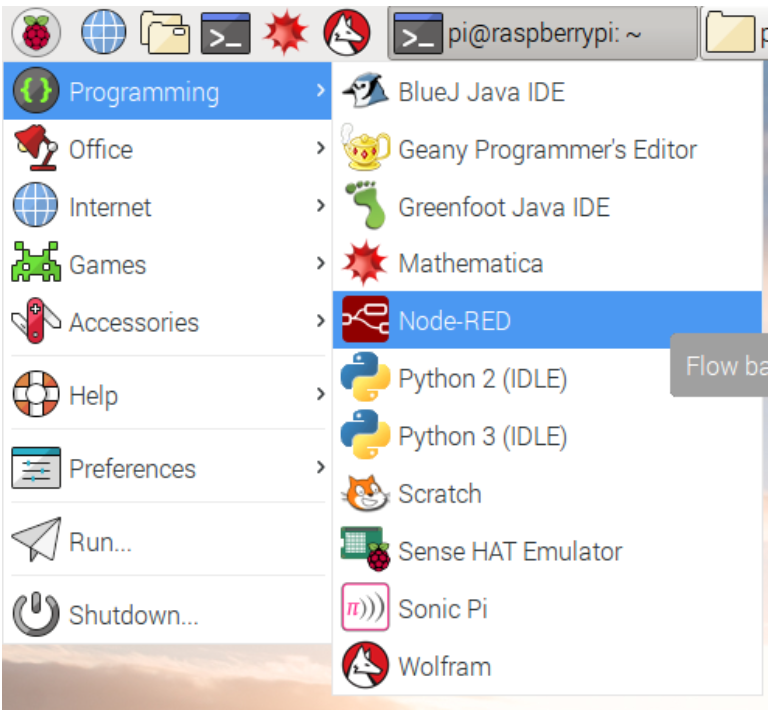 pi@raspberrypi: ~
Programming
Office
Internet
Games
Accessories
Help
Preferences
Run...
Shutdown...
BlueJ Java IDE
Geany Programmer's Editor
Greenfoot Java IDE
Mathematica
Node-RED
Flow ba
Python 2 (IDLE)
Python 3 (IDLE)
Scratch
Sense HAT Emulator
Sonic Pi
Wolfram